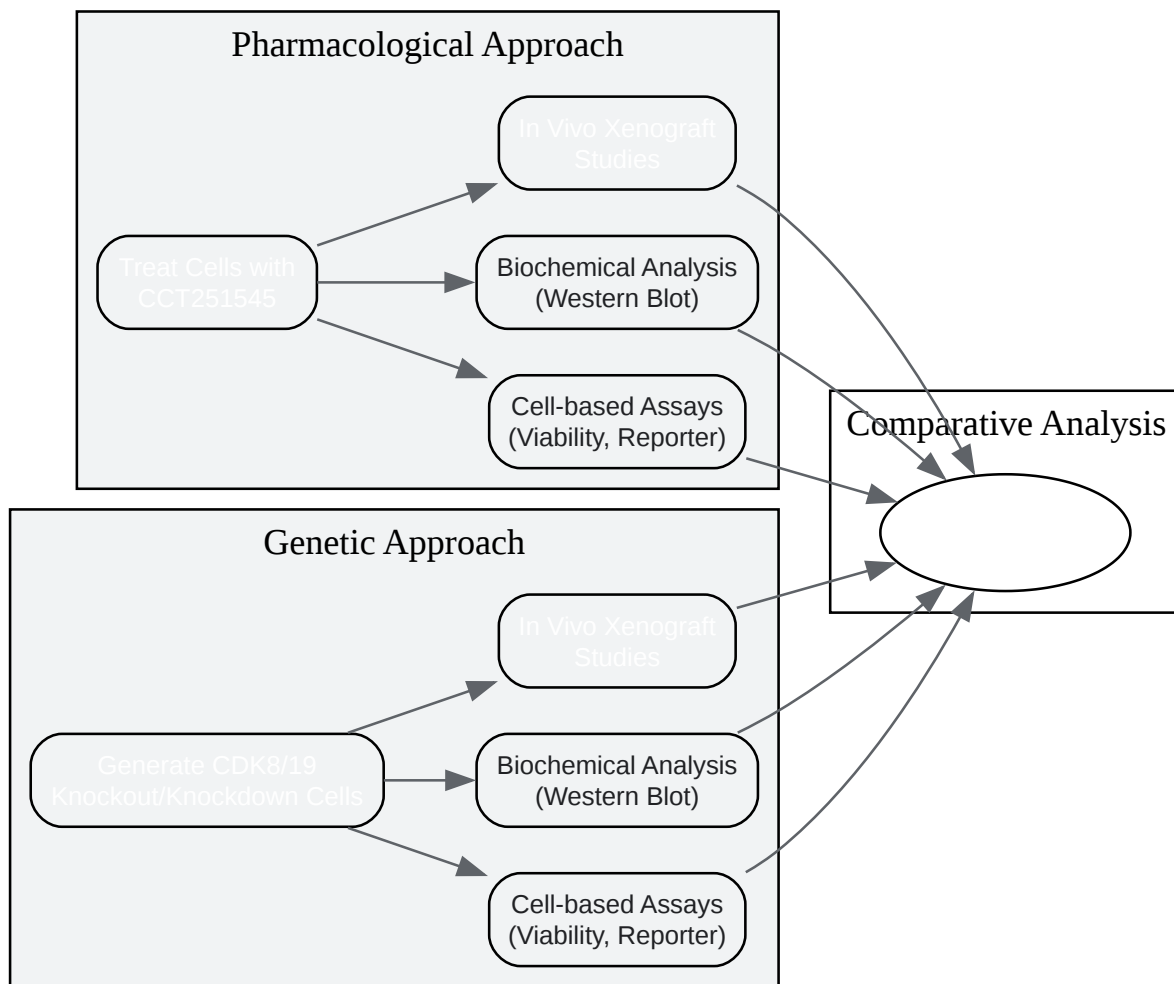 Pharmacological Approach
In Vivo Xenograft
Studies
Treat Cells with
CCT251545
Biochemical Analysis
(Western Blot)
Cell-based Assays
(Viability, Reporter)
Comparative Analysis
Genetic Approach
In Vivo Xenograft
Studies
Generate CDK8/19
Knockout/Knockdown Cells
Biochemical Analysis
(Western Blot)
Cell-based Assays
(Viability, Reporter)